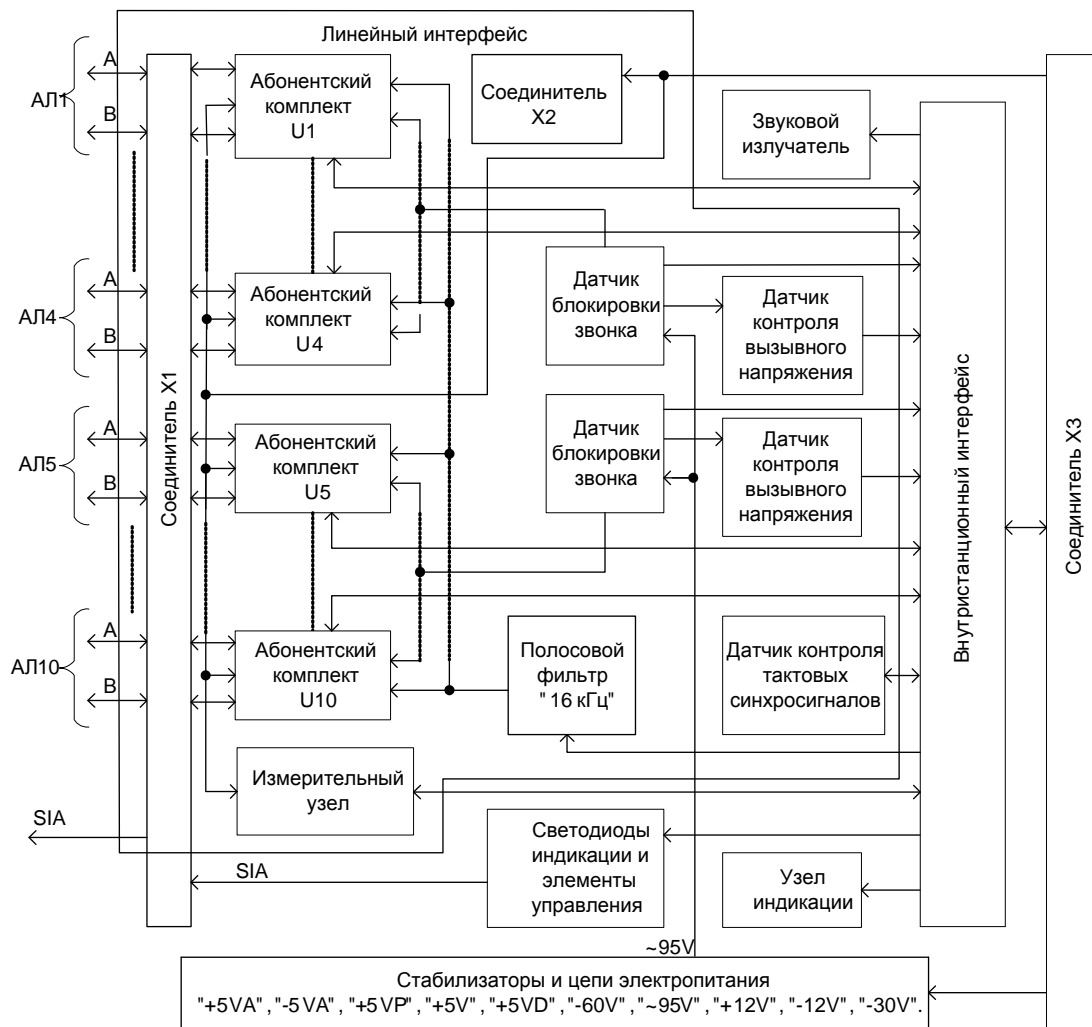 Линейный интерфейс
АЛ1
A
B
Абонентский
комплект
U1
Соединитель
X2
Звуковой
излучатель
АЛ4
A
B
Абонентский
комплект
U4
Датчик
блокировки
звонка
Датчик
контроля
вызывного
напряжения
Соединитель X1
АЛ5
A
B
Абонентский
комплект
U5
Датчик
блокировки
звонка
Датчик
контроля
вызывного
напряжения
Внутристанционный интерфейс
Соединитель X3
АЛ10
A
B
Абонентский
комплект
U10
Полосовой
фильтр
" 16 кГц"
Датчик контроля
тактовых
синхросигналов
Измерительный
узел
SIA
SIA
Светодиоды
индикации и
элементы
управления
Узел
индикации
~95V
Стабилизаторы и цепи электропитания
"+5VA", "-5VA", "+5VP", "+5V", "+5VD", "-60V", "~95V", "+12V", "-12V", "-30V".